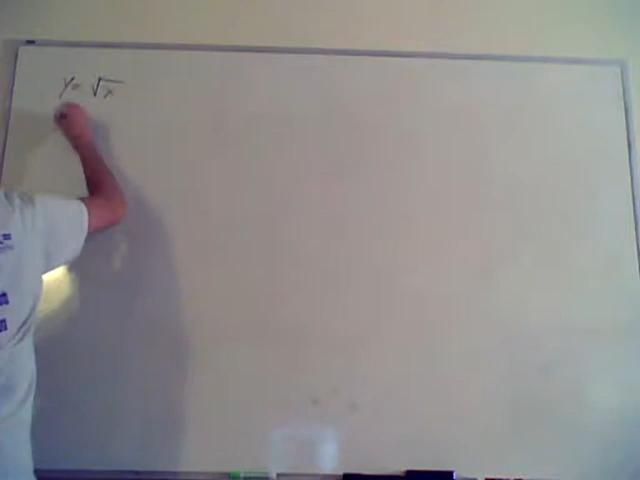 y = √x